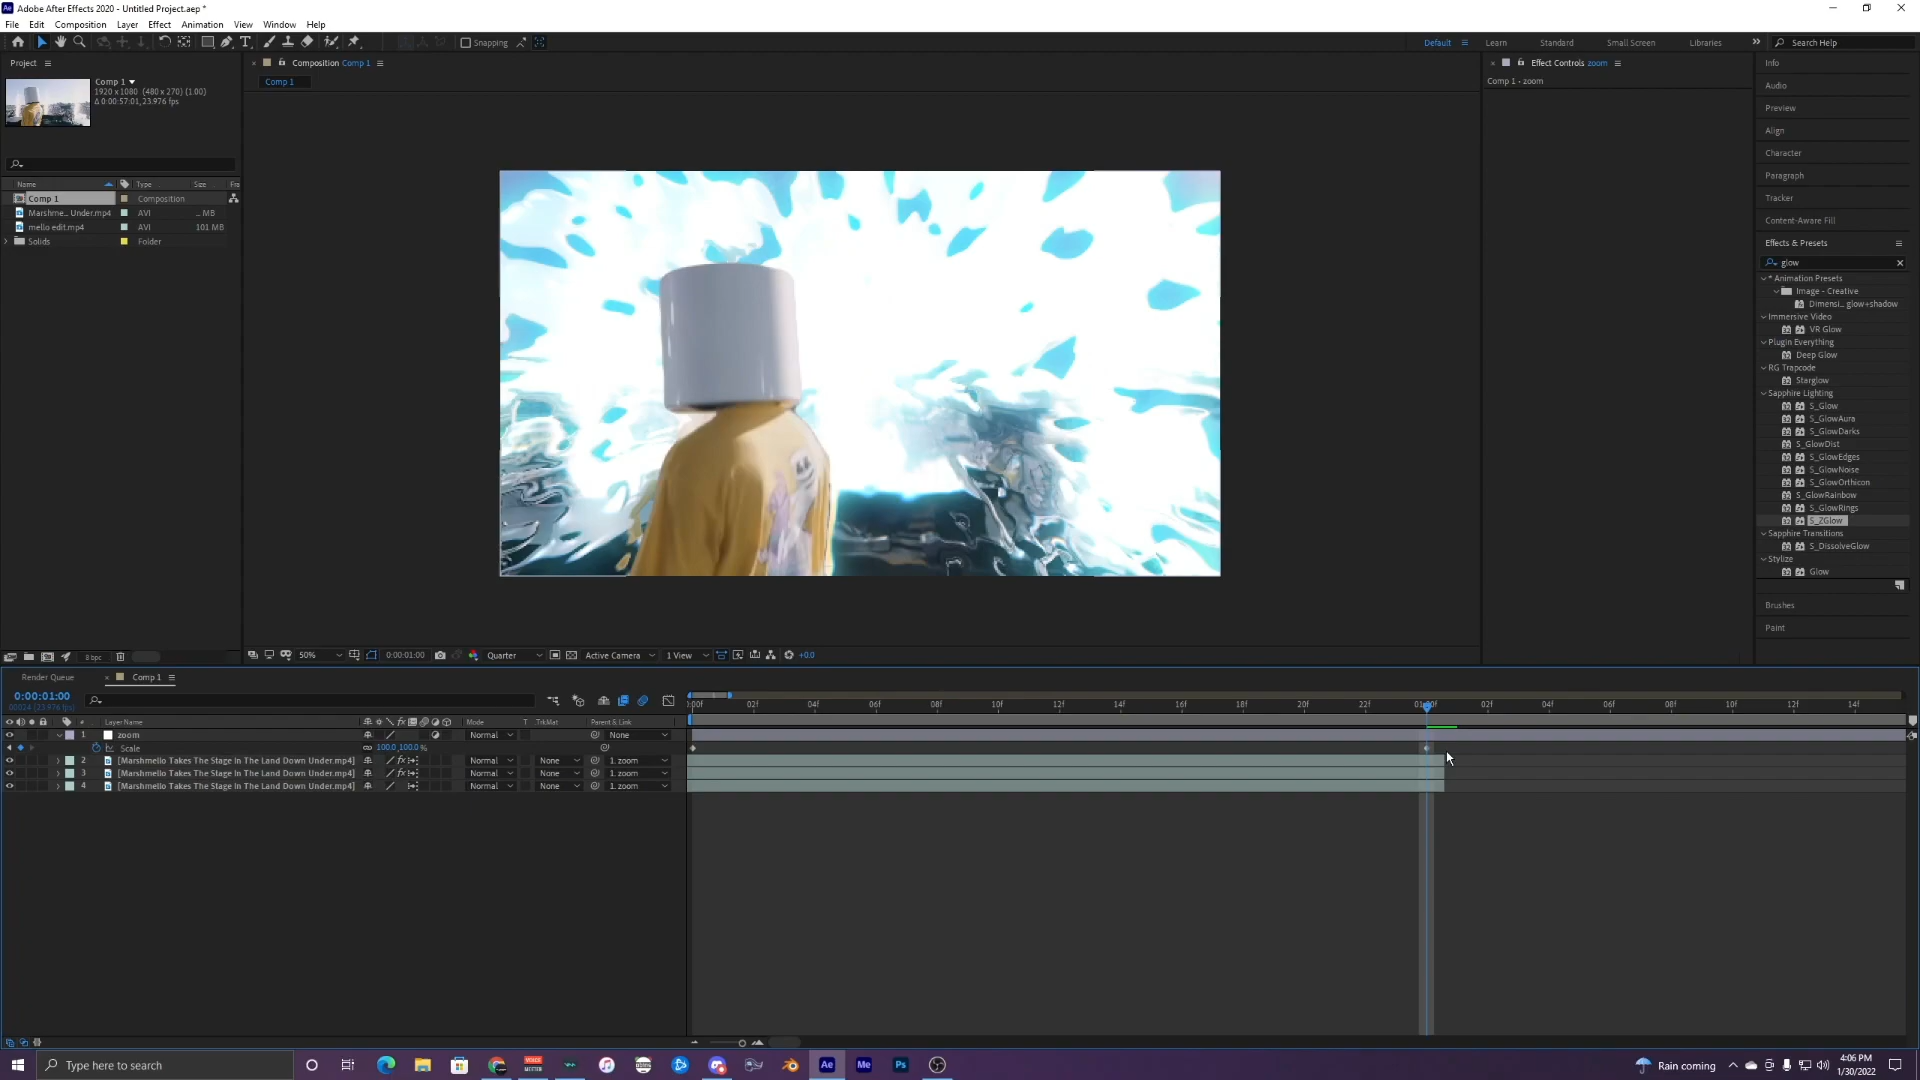 Adobe After Effects 2020 - Untitled Project.aep *
File Edit Composition Layer Effect Animation View Window Help
Snapping
Default Learn Standard Small Screen Libraries Search Help
Project
Composition Comp 1
Effect Controls zoom
Info
Comp 1
1920 x 1080 (480 x 270) (1.00)
Δ 0:00:57:01, 23.976 fps
Comp 1
Comp 1 · zoom
Audio
Preview
Align
Character
Paragraph
Tracker
Content-Aware Fill
Name Type Size Fra
Comp 1 Composition
Marshme... Under.mp4 AVI ... MB
mello edit.mp4 AVI 101 MB
Solids Folder
Effects & Presets
glow
* Animation Presets
Image - Creative
Dimensi... glow+shadow
Immersive Video
VR Glow
Plugin Everything
Deep Glow
RG Trapcode
Starglow
Sapphire Lighting
S_Glow
S_GlowAura
S_GlowDarks
S_GlowDist
S_GlowEdges
S_GlowNoise
S_GlowOrthicon
S_GlowRainbow
S_GlowRings
S_ZGlow
Sapphire Transitions
S_DissolveGlow
Stylize
Glow
Brushes
Paint
8 bpc
50% 0:00:01:00 Quarter Active Camera 1 View +0.0
Render Queue Comp 1
0:00:01:00
00024 (23.976 fps)
:00f 02f 04f 06f 08f 10f 12f 14f 16f 18f 20f 22f 01:00f 02f 04f 06f 08f 10f 12f 14f
# Layer Name Mode T .TrkMat Parent & Link
1 zoom Normal None
Scale 100.0,100.0%
2 [Marshmello Takes The Stage In The Land Down Under.mp4] Normal None 1. zoom
3 [Marshmello Takes The Stage In The Land Down Under.mp4] Normal None 1. zoom
4 [Marshmello Takes The Stage In The Land Down Under.mp4] Normal None 1. zoom
Type here to search
Ae Me Ps
Rain coming
4:06 PM
1/30/2022